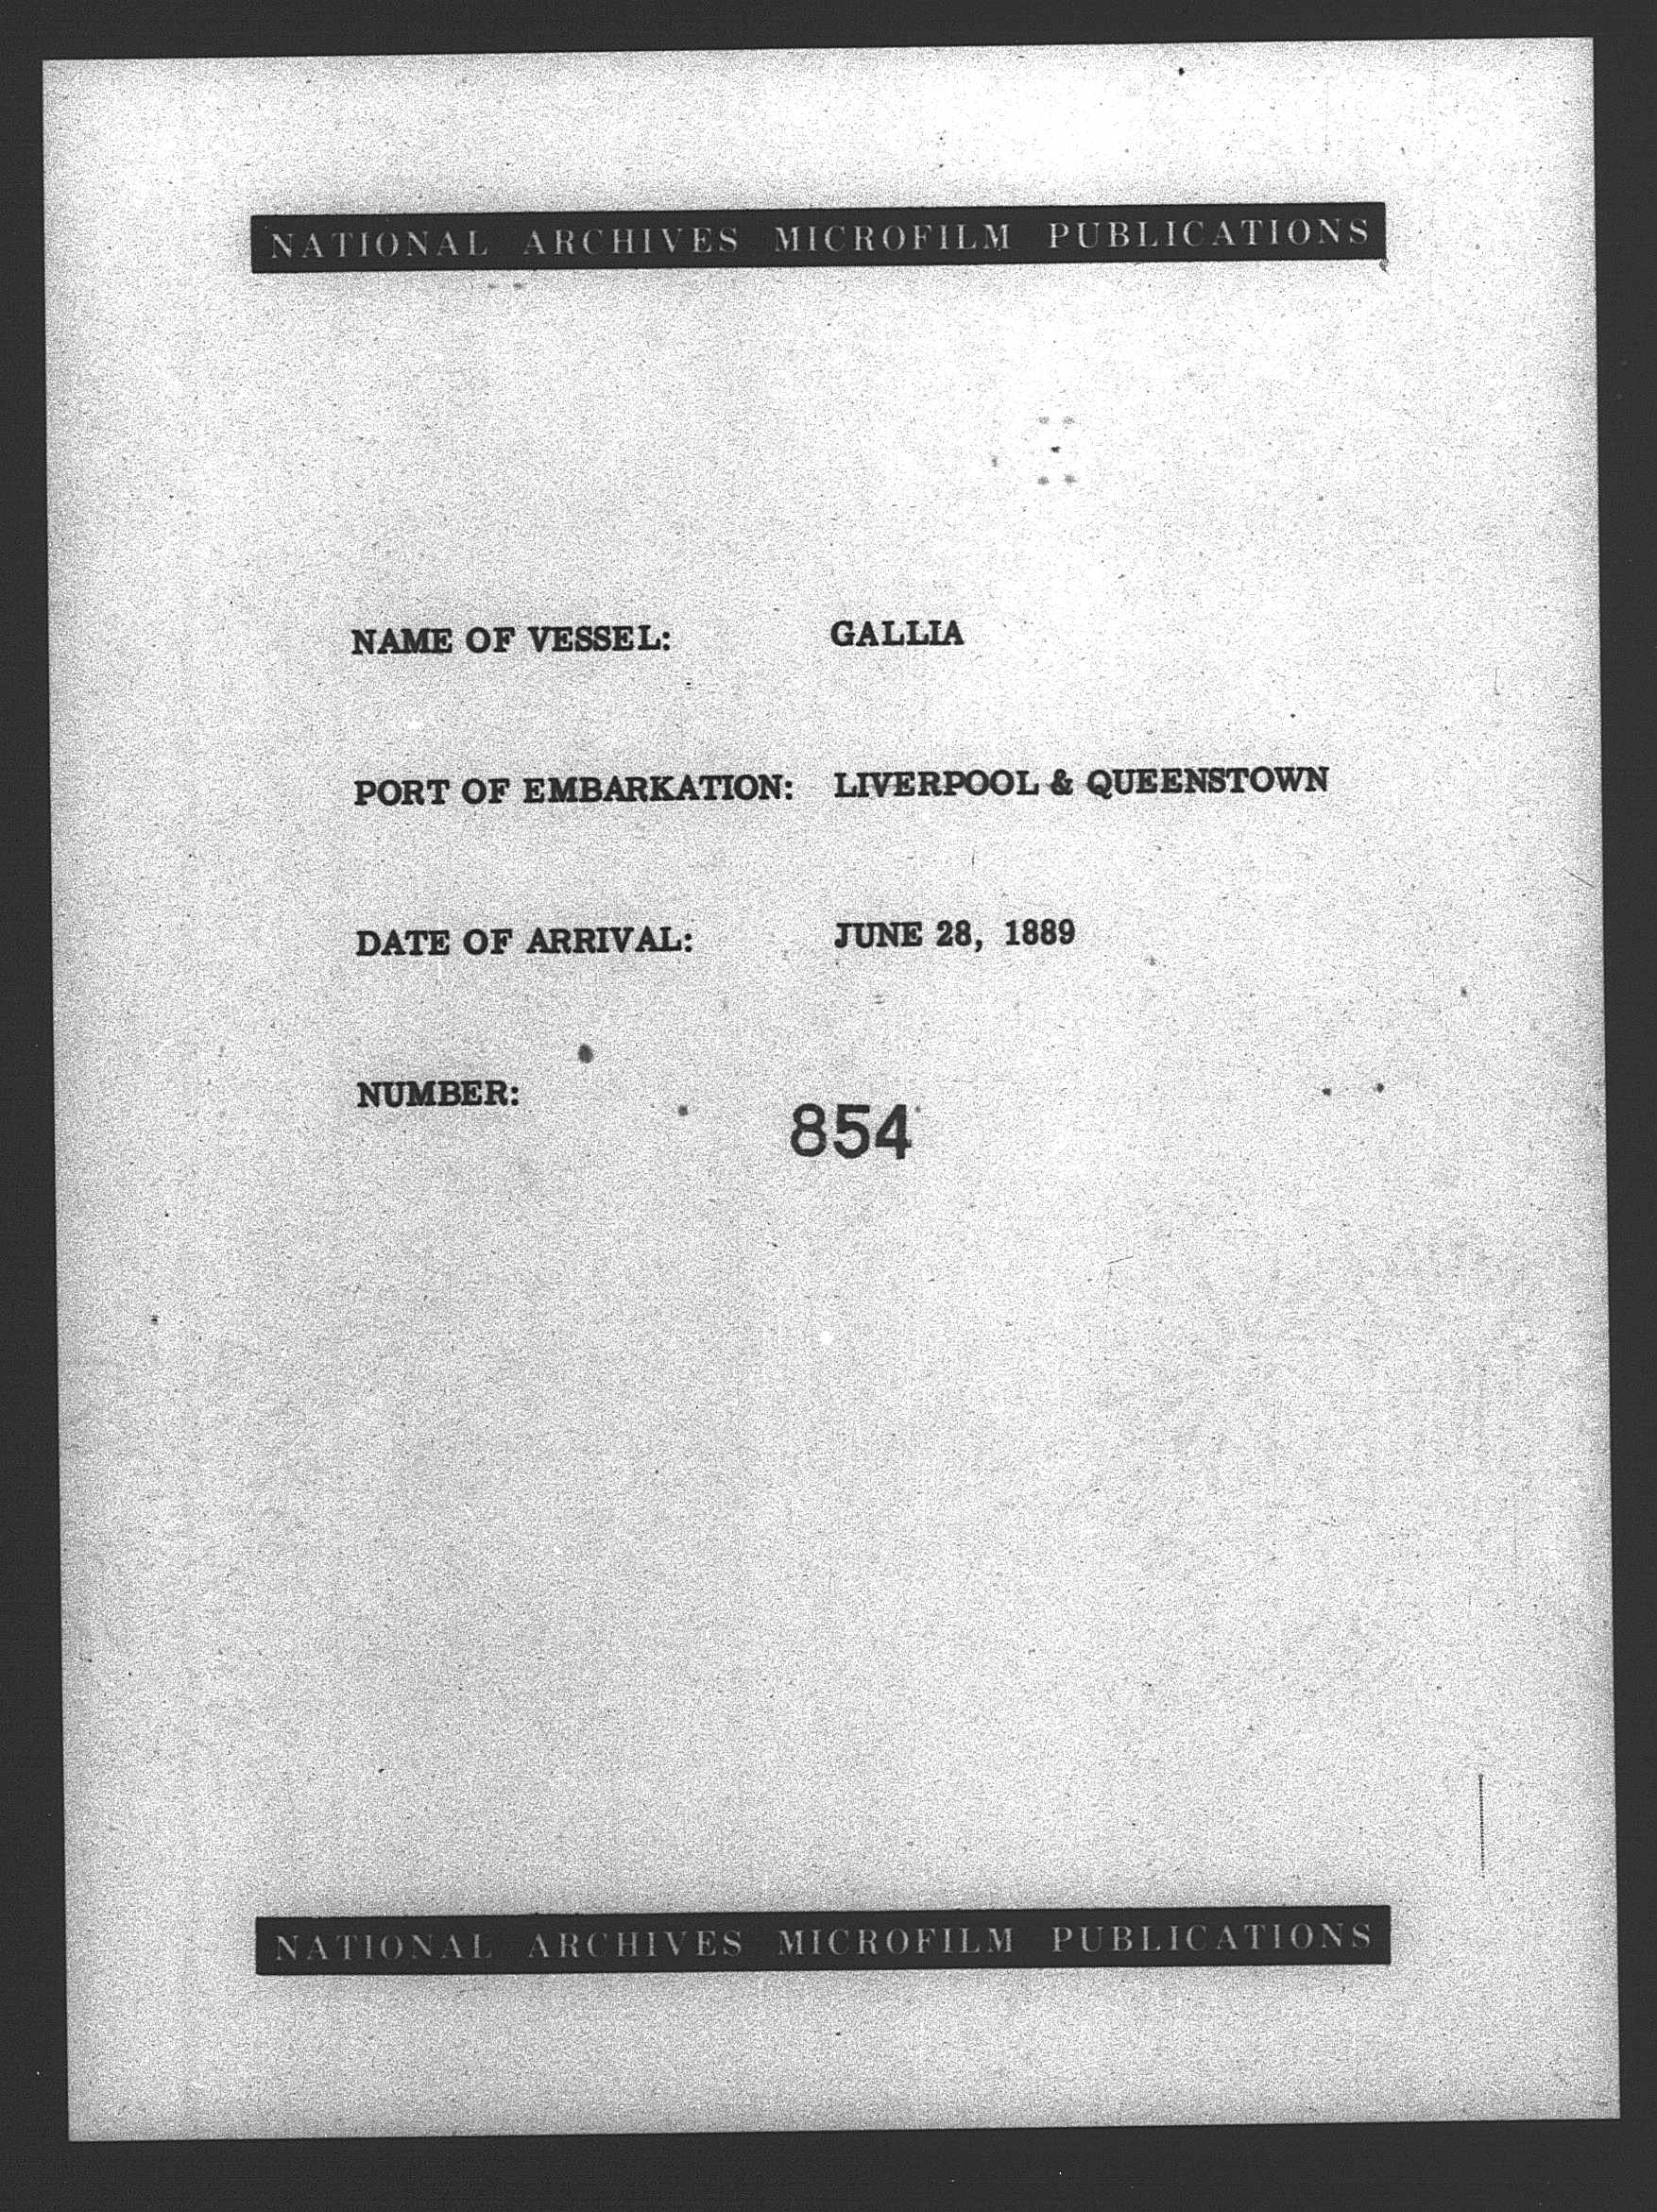 NATIONAL ARCHIVES MICROFILM PUBLICATIONS
NAME OF VESSEL: GALLIA
PORT OF EMBARKATION: LIVERPOOL & QUEENSTOWN
DATE OF ARRIVAL: JUNE 28, 1889
NUMBER: 854
NATIONAL ARCHIVES MICROFILM PUBLICATIONS